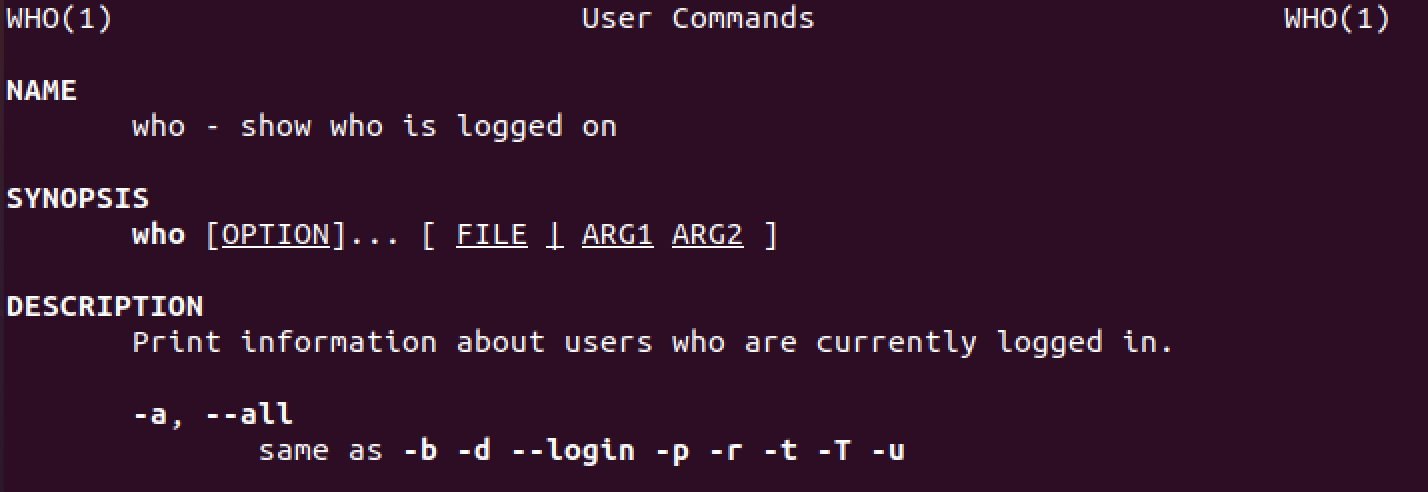 WHO(1) User Commands WHO(1)
NAME
who - show who is logged on
SYNOPSIS
who [OPTION]... [ FILE | ARG1 ARG2 ]
DESCRIPTION
Print information about users who are currently logged in.
-a, --all
same as -b -d --login -p -r -t -T -u